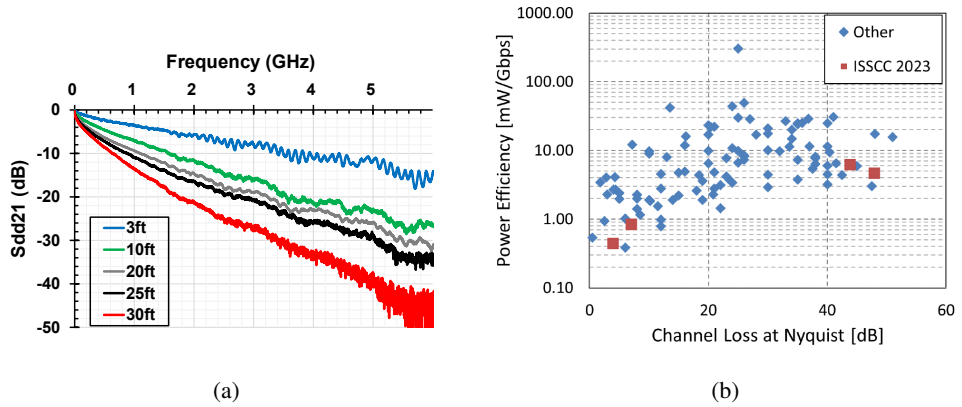 Frequency (GHz)
0 1 2 3 4 5
Sdd21 (dB)
0
-10
-20
-30
-40
-50
3ft
10ft
20ft
25ft
30ft
(a)
Power Efficiency [mW/Gbps]
1000.00
100.00
10.00
1.00
0.10
Other
ISSCC 2023
0 20 40 60
Channel Loss at Nyquist [dB]
(b)